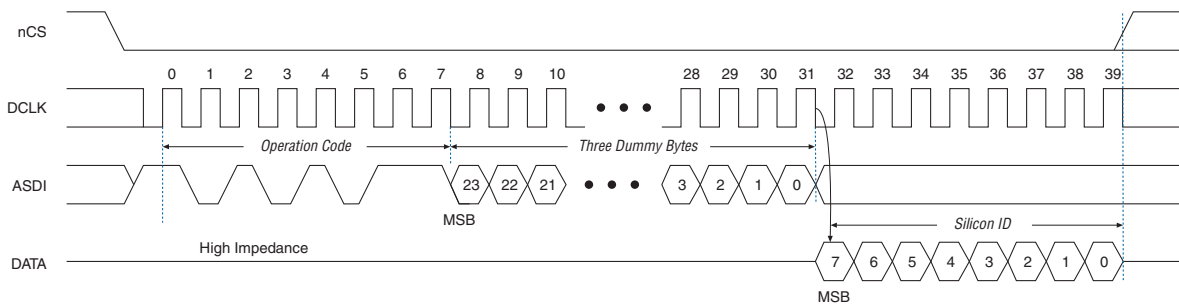 nCS
0 1 2 3 4 5 6 7 8 9 10 28 29 30 31 32 33 34 35 36 37 38 39
DCLK
Operation Code Three Dummy Bytes
ASDI 23 22 21 3 2 1 0
MSB
Silicon ID
High Impedance
DATA 7 6 5 4 3 2 1 0
MSB